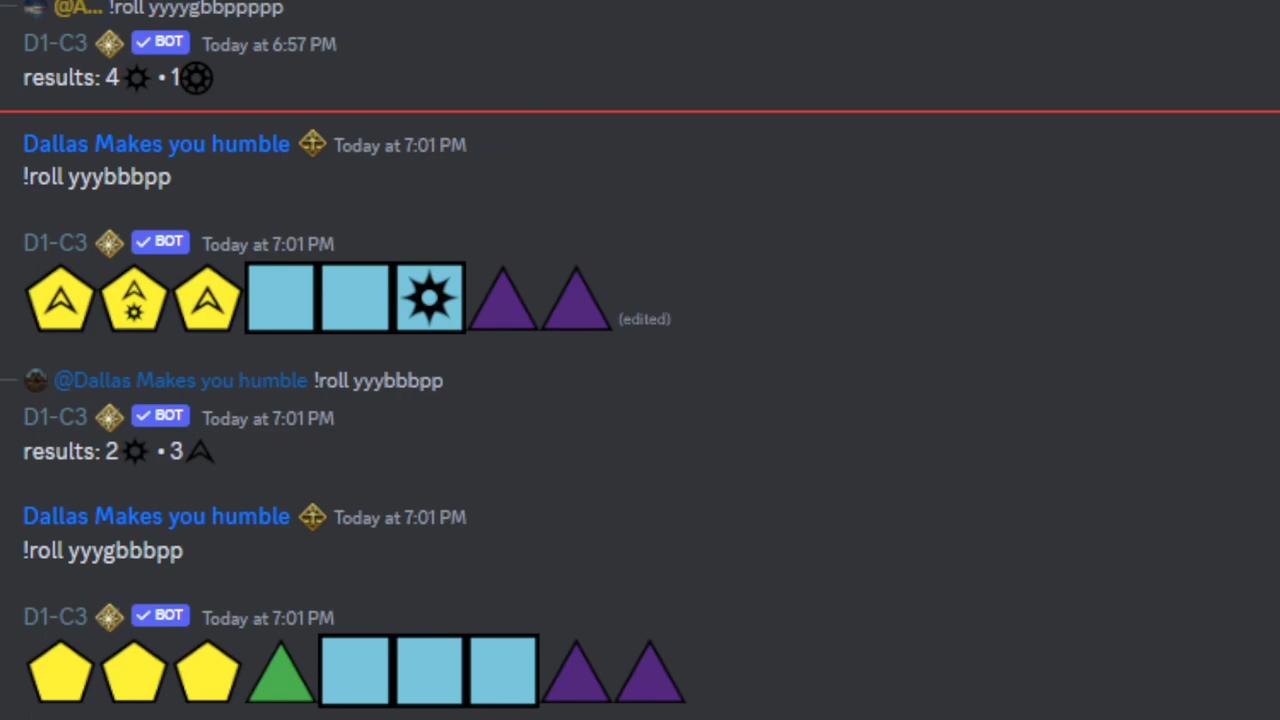 @A... !roll yyyygbbppppp
D1-C3 BOT Today at 6:57 PM
results: 4 • 1
Dallas Makes you humble Today at 7:01 PM
!roll yyybbbpp
D1-C3 BOT Today at 7:01 PM
(edited)
@Dallas Makes you humble !roll yyybbbpp
D1-C3 BOT Today at 7:01 PM
results: 2 • 3
Dallas Makes you humble Today at 7:01 PM
!roll yyygbbbpp
D1-C3 BOT Today at 7:01 PM